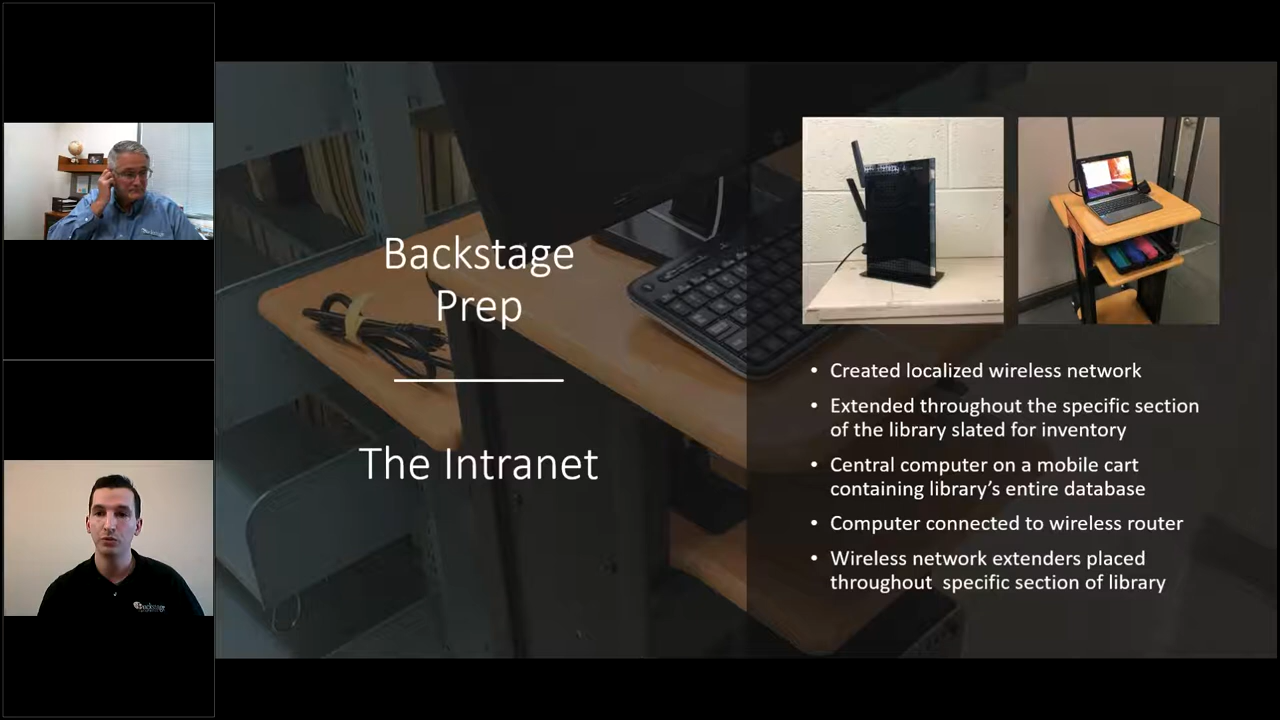 Backstage
Prep
The Intranet
• Created localized wireless network
• Extended throughout the specific section
of the library slated for inventory
• Central computer on a mobile cart
containing library’s entire database
• Computer connected to wireless router
• Wireless network extenders placed
throughout specific section of library
Backstage